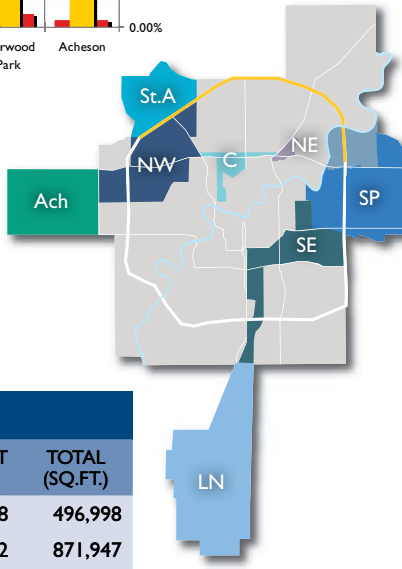 0.00%
rwood
Park
Acheson
St.A
NW
C
NE
Ach
SP
SE
LN
T
TOTAL
(SQ.FT.)
8
496,998
2
871,947